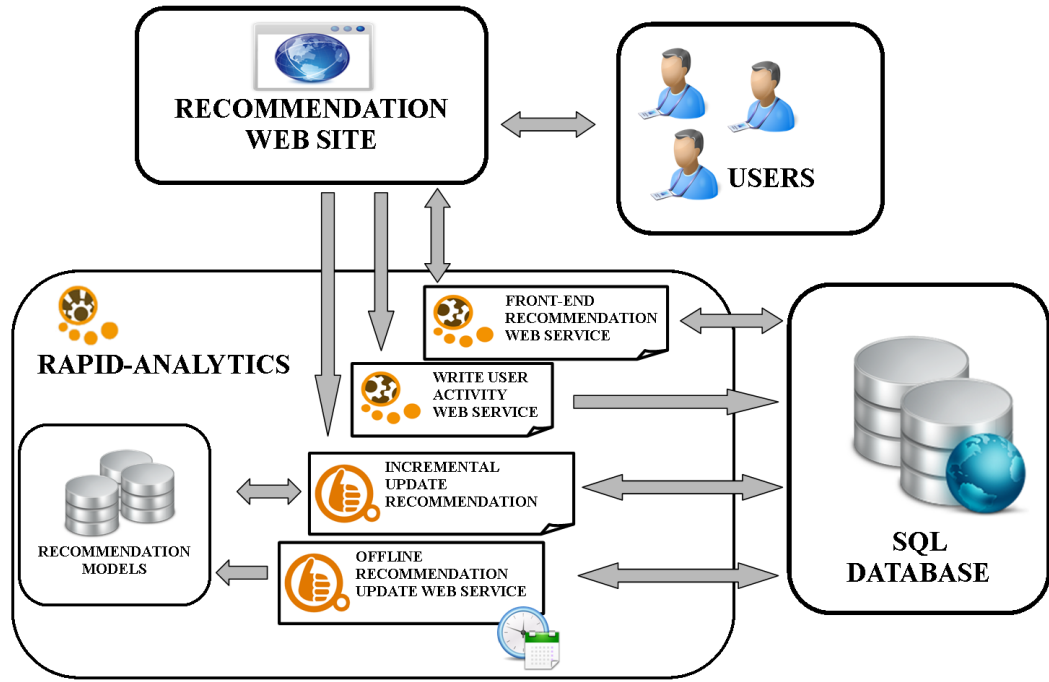 RECOMMENDATION
WEB SITE
USERS
FRONT-END
RECOMMENDATION
WEB SERVICE
RAPID-ANALYTICS
WRITE USER
ACTIVITY
WEB SERVICE
INCREMENTAL
UPDATE
RECOMMENDATION
RECOMMENDATION
MODELS
OFFLINE
RECOMMENDATION
UPDATE WEB SERVICE
SQL
DATABASE